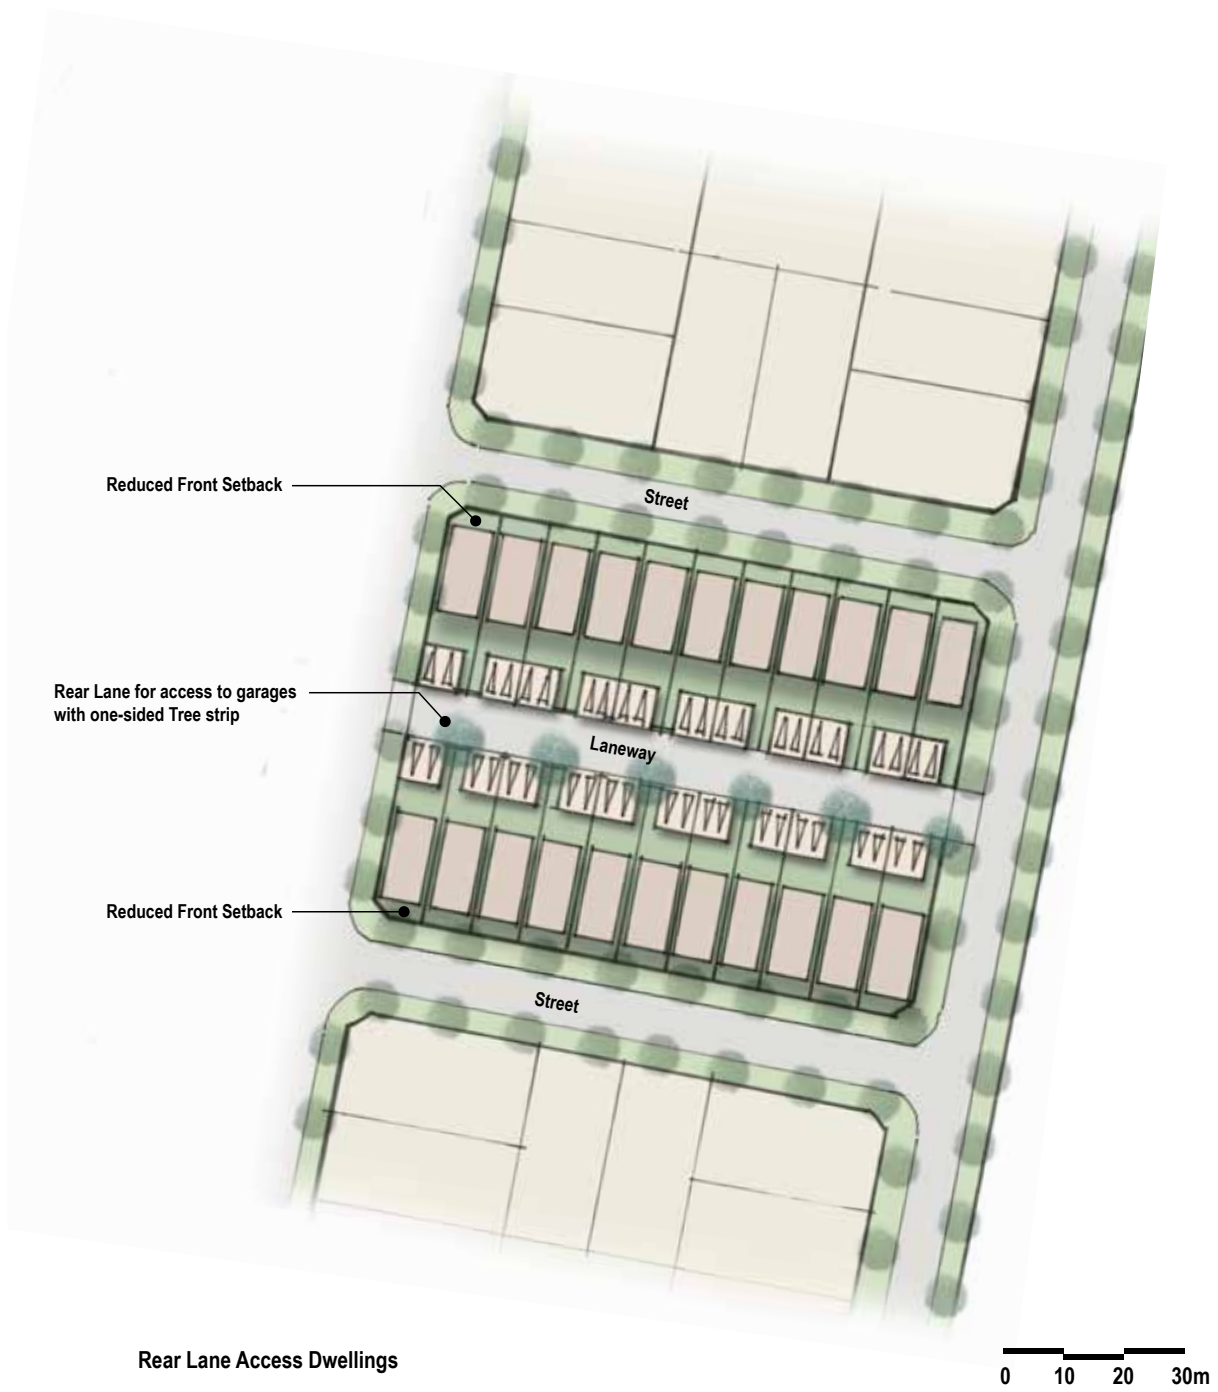 Street
Reduced Front Setback
Rear Lane for access to garages
with one-sided Tree strip
Laneway
Reduced Front Setback
Street
Rear Lane Access Dwellings
0 10 20 30m